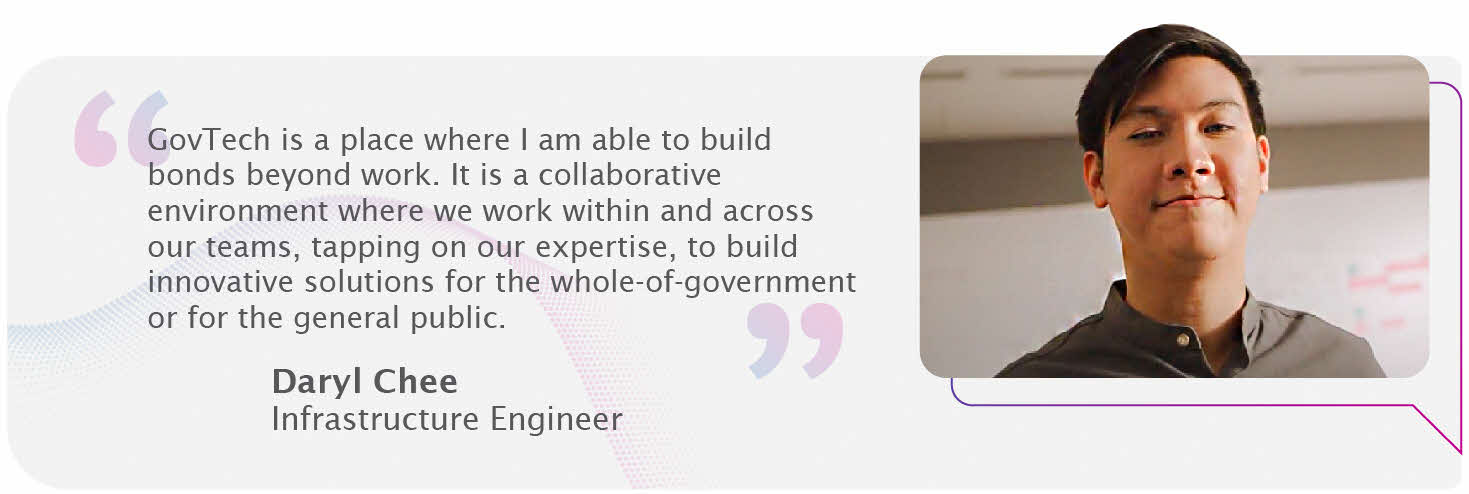 “
GovTech is a place where I am able to build
bonds beyond work. It is a collaborative
environment where we work within and across
our teams, tapping on our expertise, to build
innovative solutions for the whole-of-government
or for the general public.
”
Daryl Chee
Infrastructure Engineer